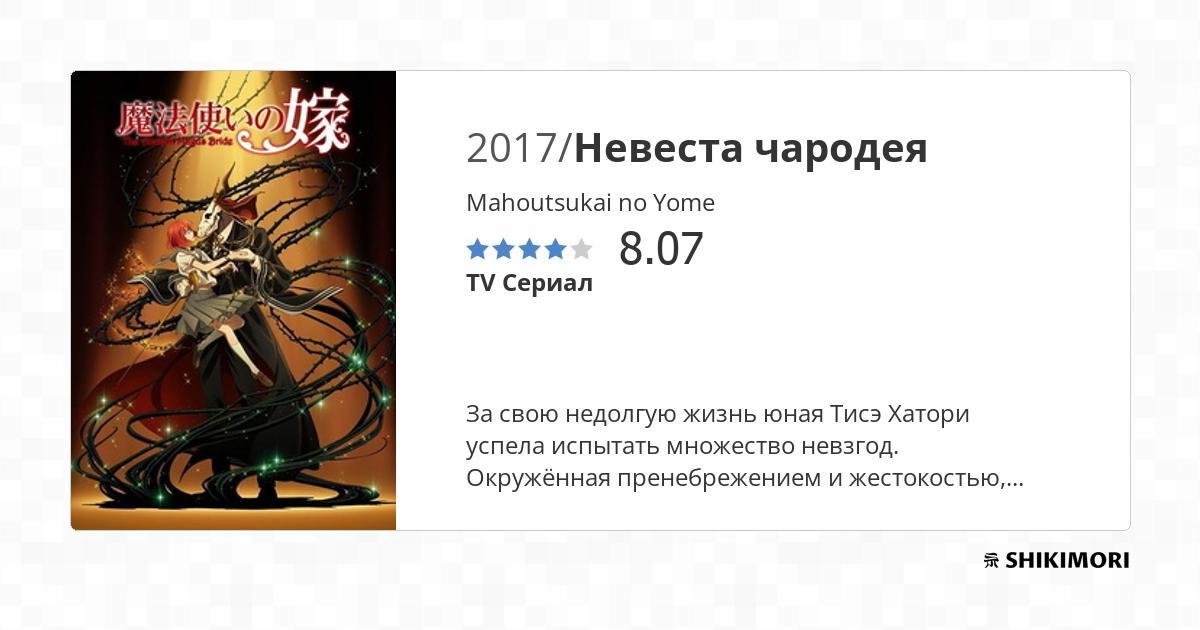 魔法使いの嫁
The Ancient Magus Bride
2017/Невеста чародея
Mahoutsukai no Yome
8.07
TV Сериал
За свою недолгую жизнь юная Тисэ Хатори
успела испытать множество невзгод.
Окружённая пренебрежением и жестокостью,...
SHIKIMORI